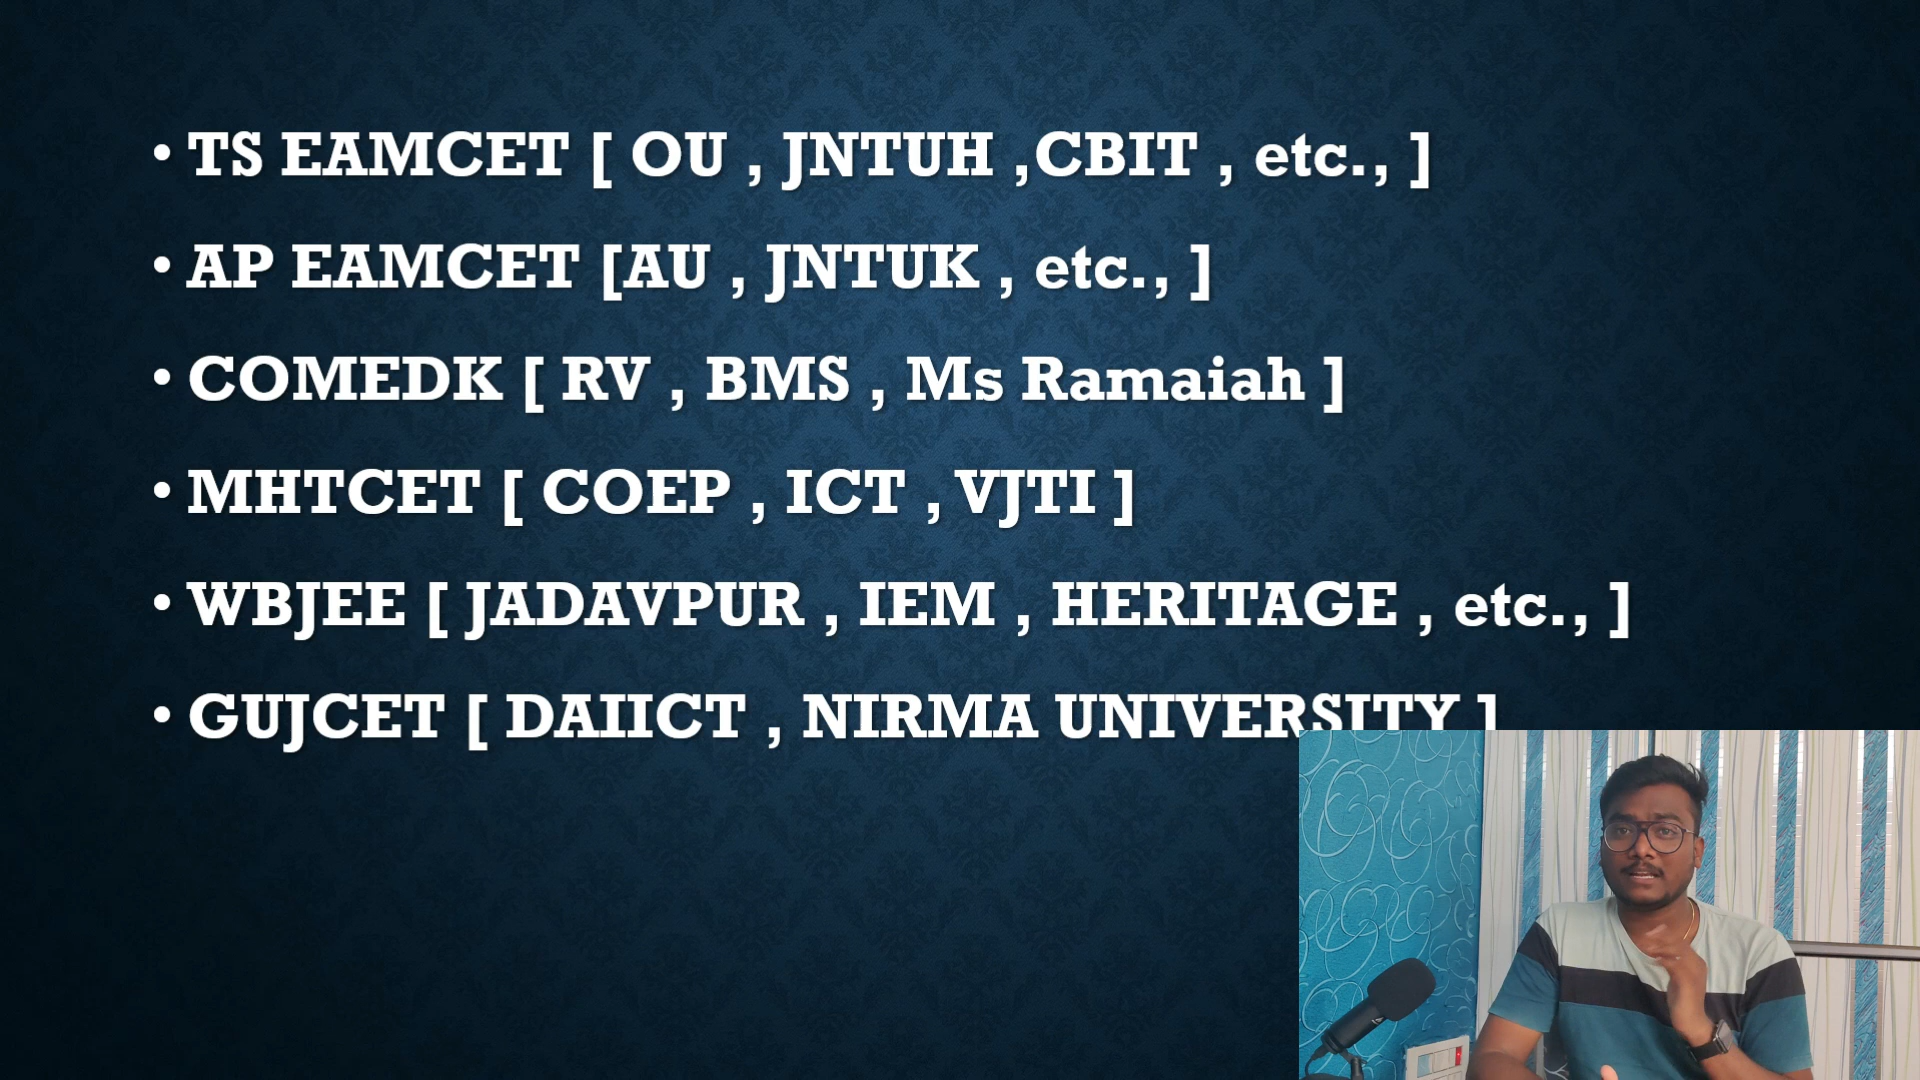 • TS EAMCET [ OU , JNTUH ,CBIT , etc., ]
• AP EAMCET [AU , JNTUK , etc., ]
• COMEDK [ RV , BMS , Ms Ramaiah ]
• MHTCET [ COEP , ICT , VJTI ]
• WBJEE [ JADAVPUR , IEM , HERITAGE , etc., ]
• GUJCET [ DAIICT , NIRMA UNIVERSITY ]